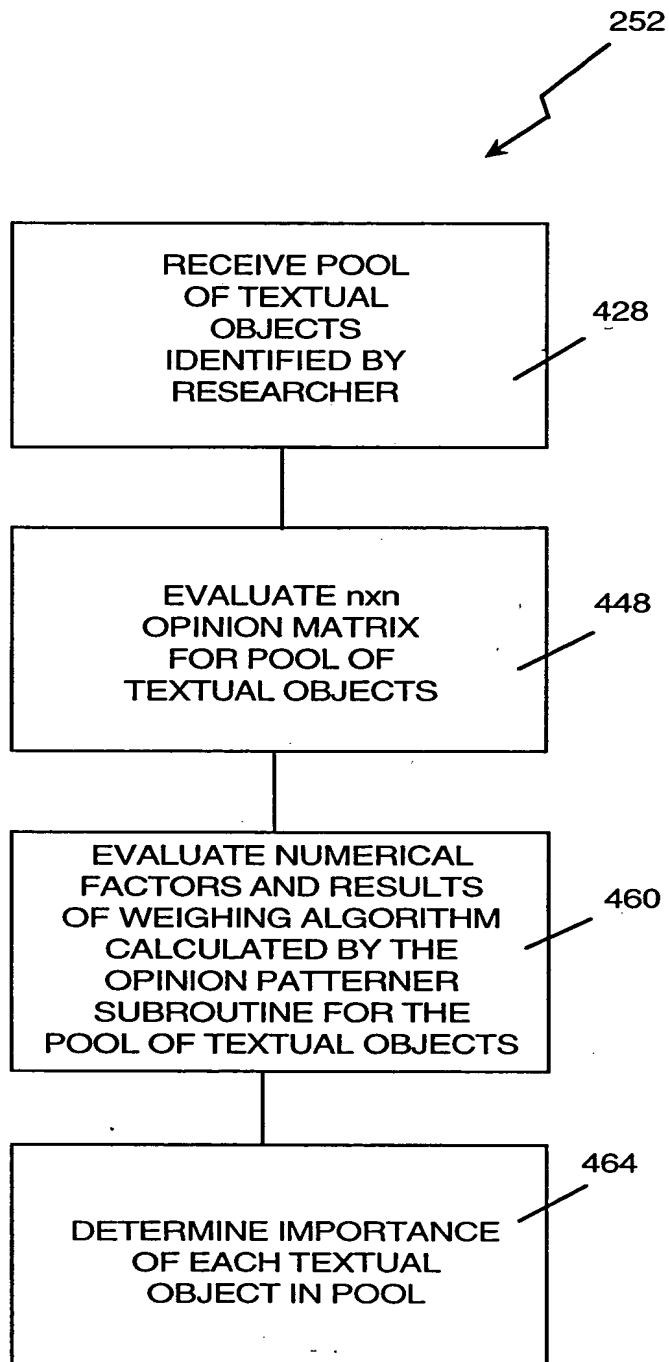 252
RECEIVE POOL
OF TEXTUAL
OBJECTS
IDENTIFIED BY
RESEARCHER
428
EVALUATE nxn
OPINION MATRIX
FOR POOL OF
TEXTUAL OBJECTS
448
EVALUATE NUMERICAL
FACTORS AND RESULTS
OF WEIGHING ALGORITHM
CALCULATED BY THE
OPINION PATTERNER
SUBROUTINE FOR THE
POOL OF TEXTUAL OBJECTS
460
DETERMINE IMPORTANCE
OF EACH TEXTUAL
OBJECT IN POOL
464